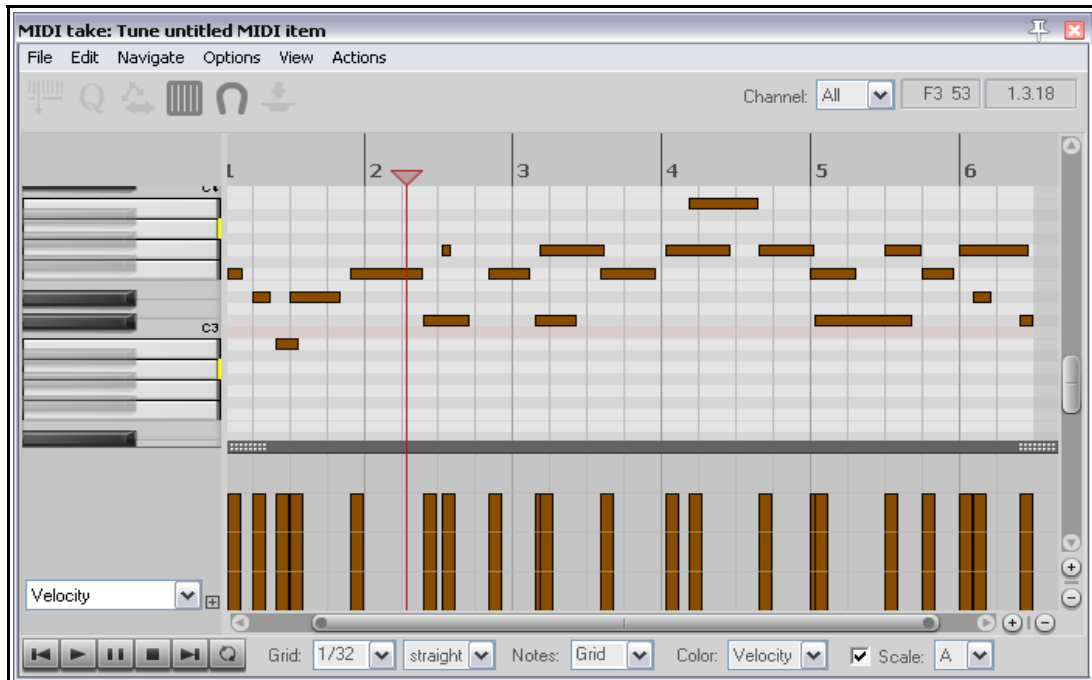 MIDI take: Tune untitled MIDI item
File Edit Navigate Options View Actions
Q Channel: All F3 53 1.3.18
1 2 3 4 5 6
C4
C3
Velocity
Grid: 1/32 straight Notes: Grid Color: Velocity Scale: A